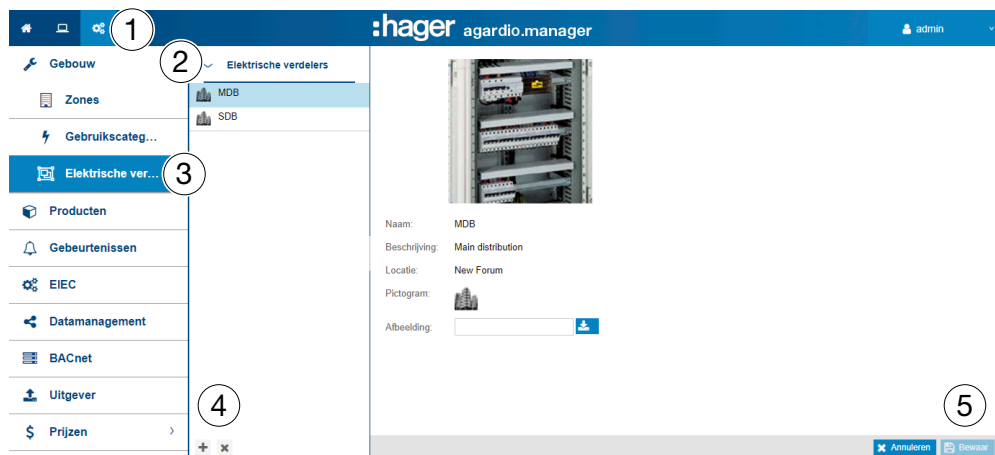 1
:hager agardio.manager
admin
Gebouw
Zones
Gebruikscateg...
Elektrische ver...
3
Producten
Gebeurtenissen
EIEC
Datamanagement
BACnet
Uitgever
Prijzen
2
Elektrische verdelers
MDB
SDB
4
Naam: MDB
Beschrijving: Main distribution
Locatie: New Forum
Pictogram:
Afbeelding:
5
Annuleren Bewaar